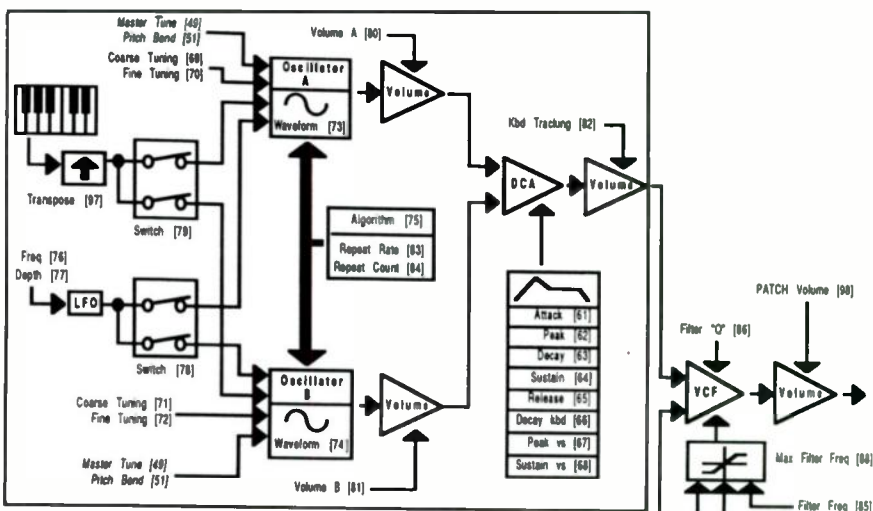 Master Tune [49]
Pitch Bend [51]
Coarse Tuning [68]
Fine Tuning [70]
Oscillator
A
Waveform [73]
Volume A [80]
Volume
Kbd Tracking [82]
Transpose [97]
Switch [79]
Algorithm [75]
Repeat Rate [83]
Repeat Count [84]
DCA
Volume
Freq [76]
Depth [77]
LFO
Switch [78]
Attack [61]
Peak [62]
Decay [63]
Sustain [64]
Release [65]
Decay kbd [66]
Peak vs [67]
Sustain vs [68]
PATCH Volume [98]
Filter "Q" [86]
VCF
Volume
Oscillator
B
Waveform [74]
Coarse Tuning [71]
Fine Tuning [72]
Master Tune [49]
Pitch Bend [51]
Volume
Volume B [81]
Max Filter Freq [88]
Filter Freq [85]